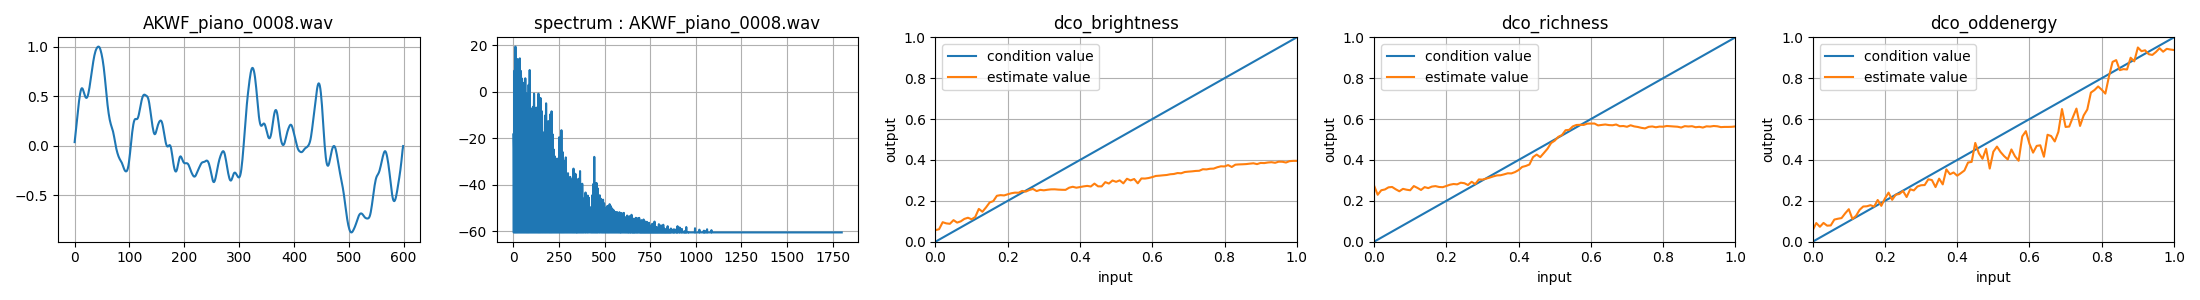 AKWF_piano_0008.wav
1.0
0.5
0.0
−0.5
0 100 200 300 400 500 600
spectrum : AKWF_piano_0008.wav
20
0
−20
−40
−60
0 250 500 750 1000 1250 1500 1750
dco_brightness
condition value
estimate value
output
1.0
0.8
0.6
0.4
0.2
0.0
0.0 0.2 0.4 0.6 0.8 1.0
input
dco_richness
condition value
estimate value
output
1.0
0.8
0.6
0.4
0.2
0.0
0.0 0.2 0.4 0.6 0.8 1.0
input
dco_oddenergy
condition value
estimate value
output
1.0
0.8
0.6
0.4
0.2
0.0
0.0 0.2 0.4 0.6 0.8 1.0
input